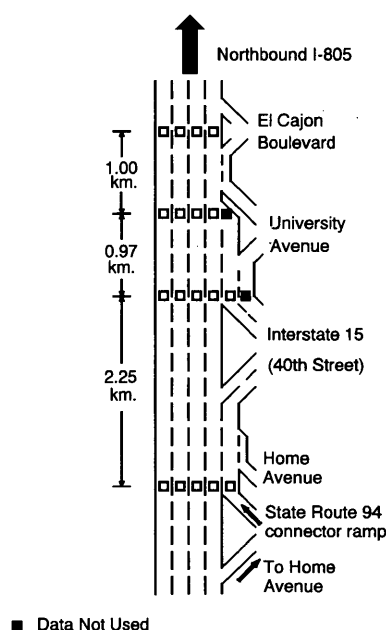 Northbound I-805
El Cajon
Boulevard
1.00
km.
University
Avenue
0.97
km.
Interstate 15
(40th Street)
2.25
km.
Home
Avenue
State Route 94
connector ramp
To Home
Avenue
■ Data Not Used